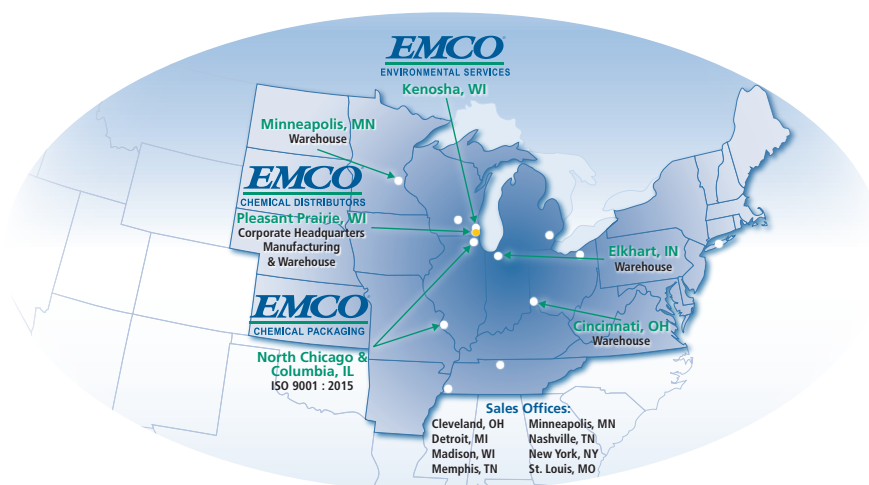 EMCO
ENVIRONMENTAL SERVICES
Kenosha, WI
Minneapolis, MN
Warehouse
EMCO
CHEMICAL DISTRIBUTORS
Pleasant Prairie, WI
Corporate Headquarters
Manufacturing
& Warehouse
Elkhart, IN
Warehouse
EMCO
CHEMICAL PACKAGING
Cincinnati, OH
Warehouse
North Chicago &
Columbia, IL
ISO 9001 : 2015
Sales Offices:
Cleveland, OH
Detroit, MI
Madison, WI
Memphis, TN
Minneapolis, MN
Nashville, TN
New York, NY
St. Louis, MO